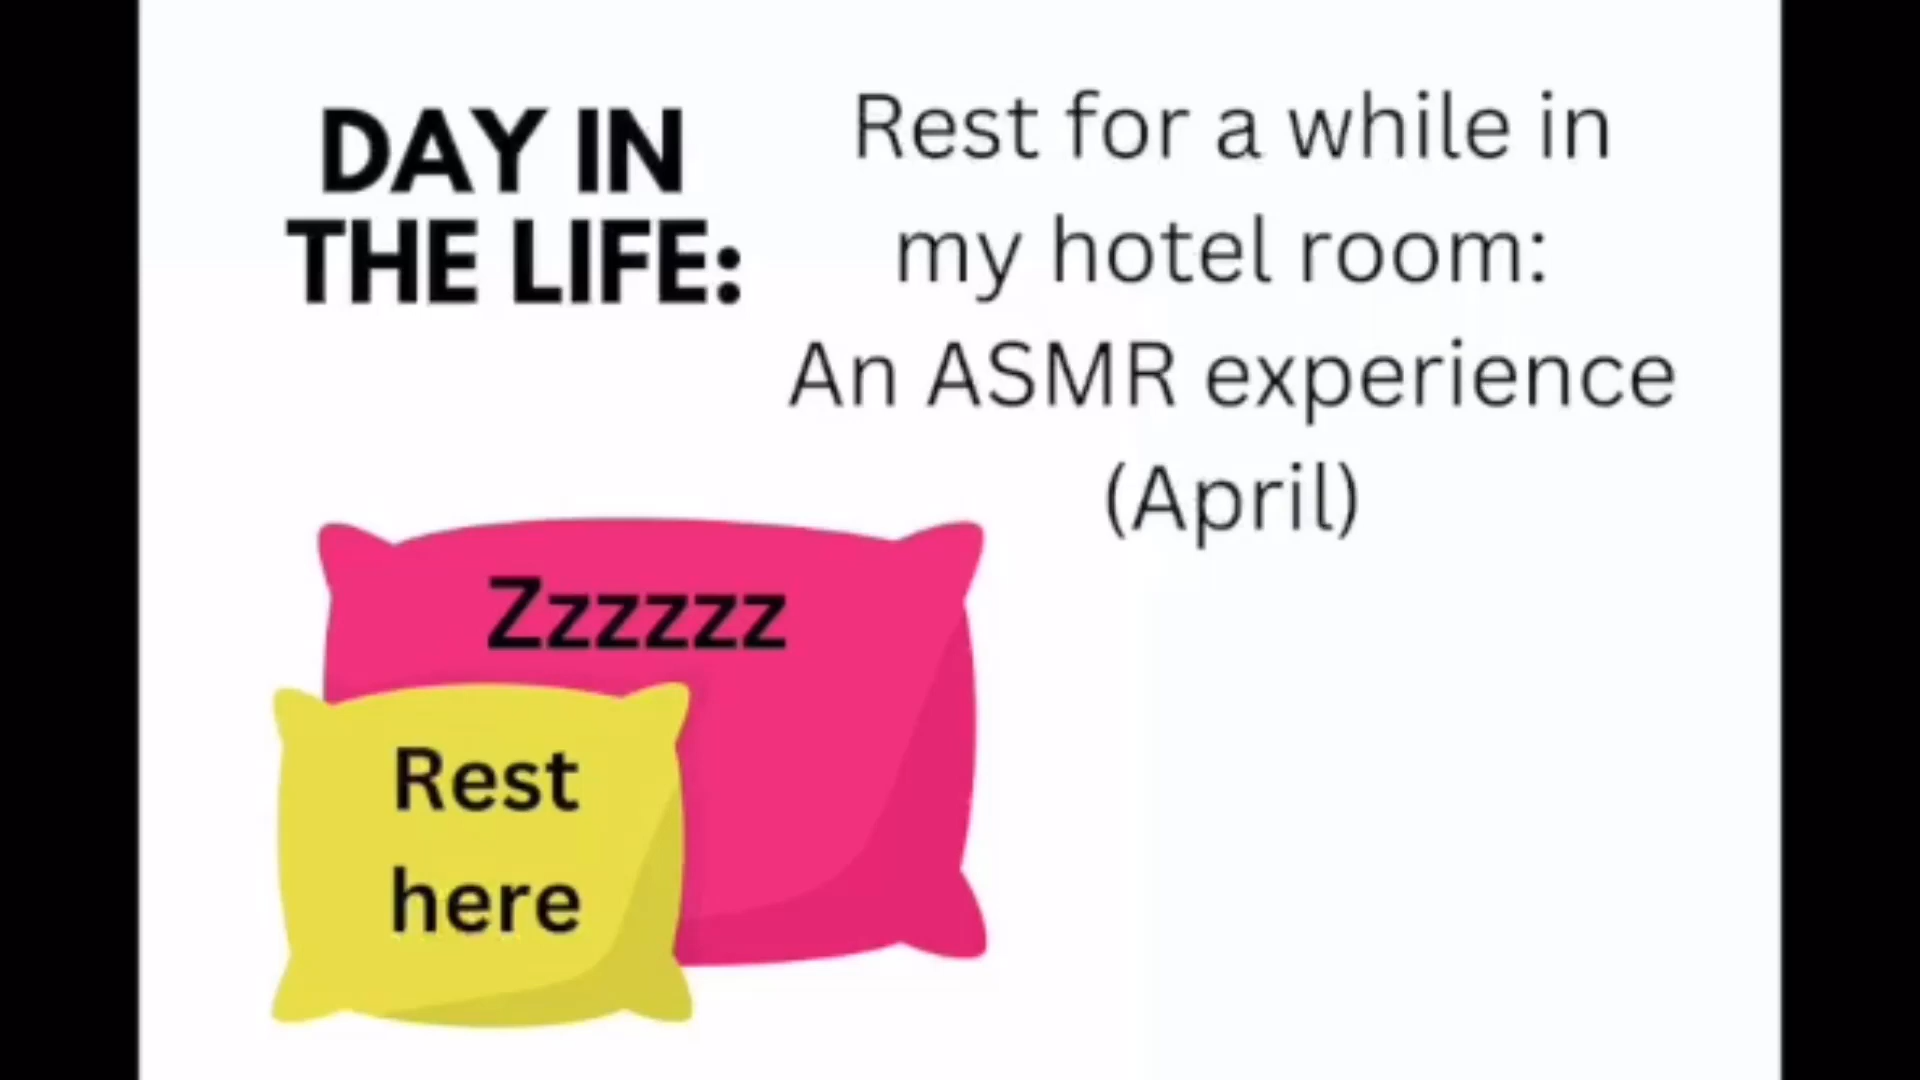 DAY IN
THE LIFE:
Rest for a while in
my hotel room:
An ASMR experience
(April)
Zzzzzz
Rest
here